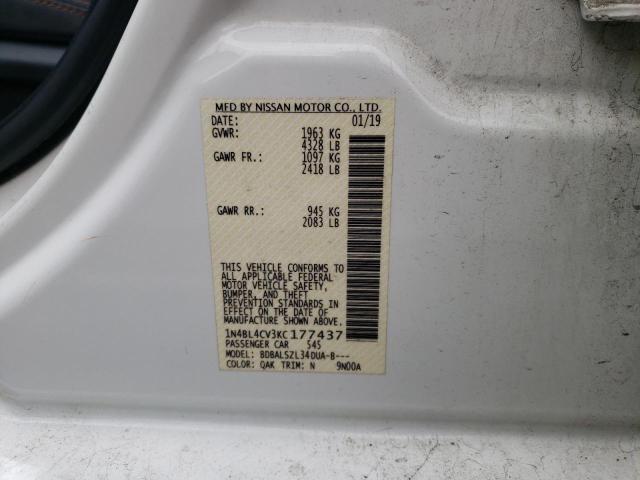 MFD BY NISSAN MOTOR CO., LTD.
DATE: 01/19
GVWR: 1963 KG
4328 LB
GAWR FR.: 1097 KG
2418 LB
GAWR RR.: 945 KG
2083 LB
THIS VEHICLE CONFORMS TO
ALL APPLICABLE FEDERAL
MOTOR VEHICLE SAFETY,
BUMPER, AND THEFT
PREVENTION STANDARDS IN
EFFECT ON THE DATE OF
MANUFACTURE SHOWN ABOVE.
1N4BL4CV3KC177437
PASSENGER CAR 545
MODEL: BDBALSZL34DUA-B---
COLOR: QAK TRIM: N 9N00A